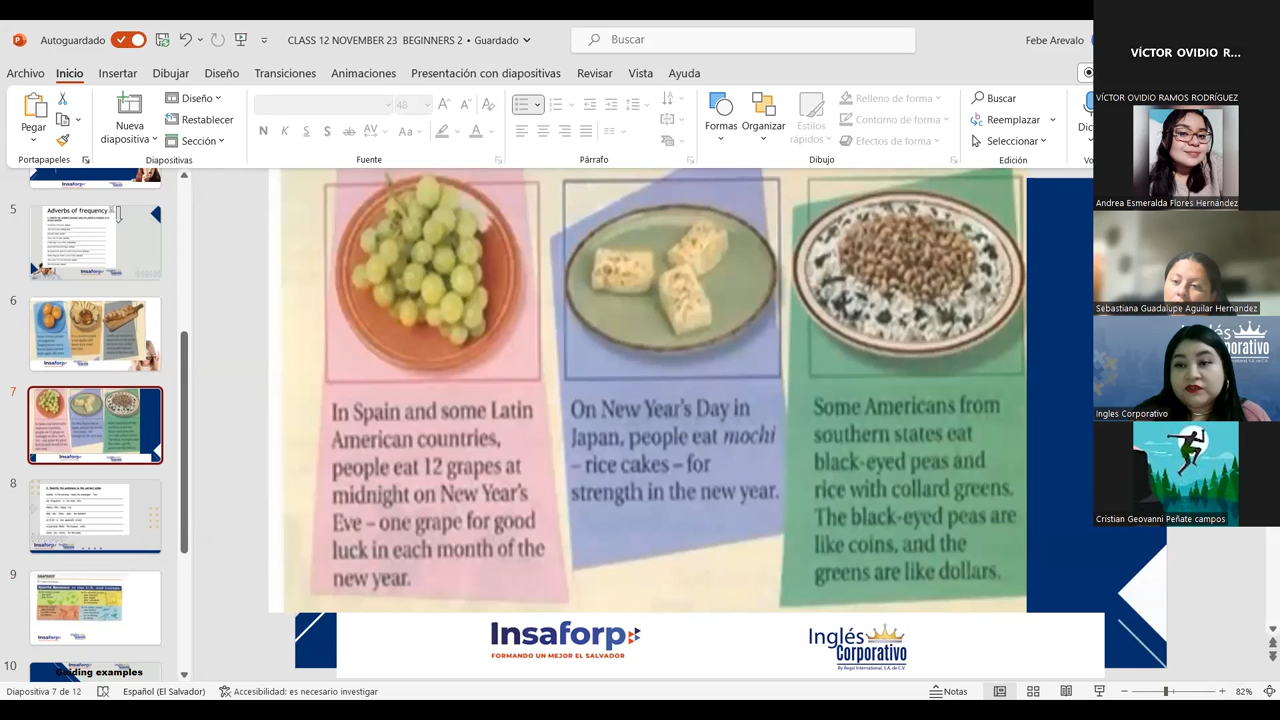 Autoguardado
CLASS 12 NOVEMBER 23 BEGINNERS 2 • Guardado
Buscar
Febe Arevalo
Archivo Inicio Insertar Dibujar Diseño Transiciones Animaciones Presentación con diapositivas Revisar Vista Ayuda
Pegar
Portapapeles
Nueva
diapositiva
Diseño
Restablecer
Sección
Diapositivas
48
Fuente
Párrafo
Formas
Organizar
Estilos
rápidos
Relleno de forma
Contorno de forma
Efectos de forma
Dibujo
Buscar
Reemplazar
Seleccionar
Edición
5
Adverbs of frequency
6
7
8
9
10
Guiding examples
In Spain and some Latin
American countries,
people eat 12 grapes at
midnight on New Year's
Eve – one grape for good
luck in each month of the
new year.
On New Year's Day in
Japan, people eat mochi
– rice cakes – for
strength in the new year.
Some Americans from
southern states eat
black-eyed peas and
rice with collard greens.
The black-eyed peas are
like coins, and the
greens are like dollars.
Insaforp
FORMANDO UN MEJOR EL SALVADOR
Inglés
Corporativo
By Regal International, S.A. de C.V.
VÍCTOR OVIDIO R...
VÍCTOR OVIDIO RAMOS RODRÍGUEZ
Andrea Esmeralda Flores Hernández
Sebastiana Guadalupe Aguilar Hernandez
Ingles Corporativo
Cristian Geovanni Peñate campos
Diapositiva 7 de 12
Español (El Salvador)
Accesibilidad: es necesario investigar
Notas
82%